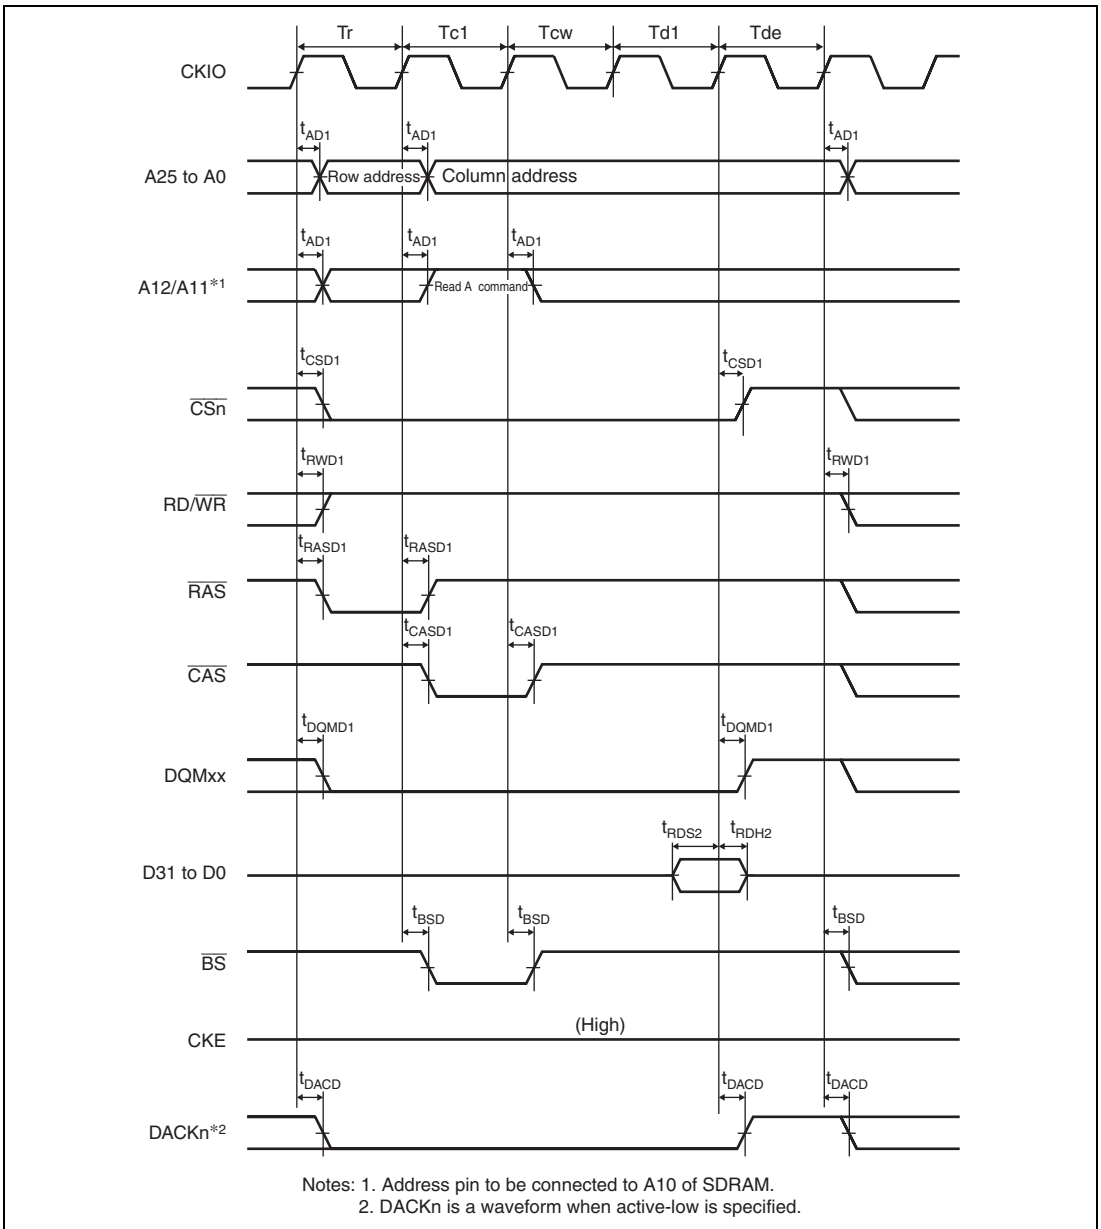 Tr Tc1 Tcw Td1 Tde
CKIO
tAD1 tAD1 tAD1
A25 to A0 Row address Column address
tAD1 tAD1 tAD1
A12/A11*1 Read A command
tCSD1 tCSD1
CSn
tRWD1 tRWD1
RD/WR
tRASD1 tRASD1
RAS
tCASD1 tCASD1
CAS
tDQMD1 tDQMD1
DQMxx
tRDS2 tRDH2
D31 to D0
tBSD tBSD tBSD
BS
(High)
CKE
tDACD tDACD tDACD
DACKn*2
Notes: 1. Address pin to be connected to A10 of SDRAM.
2. DACKn is a waveform when active-low is specified.